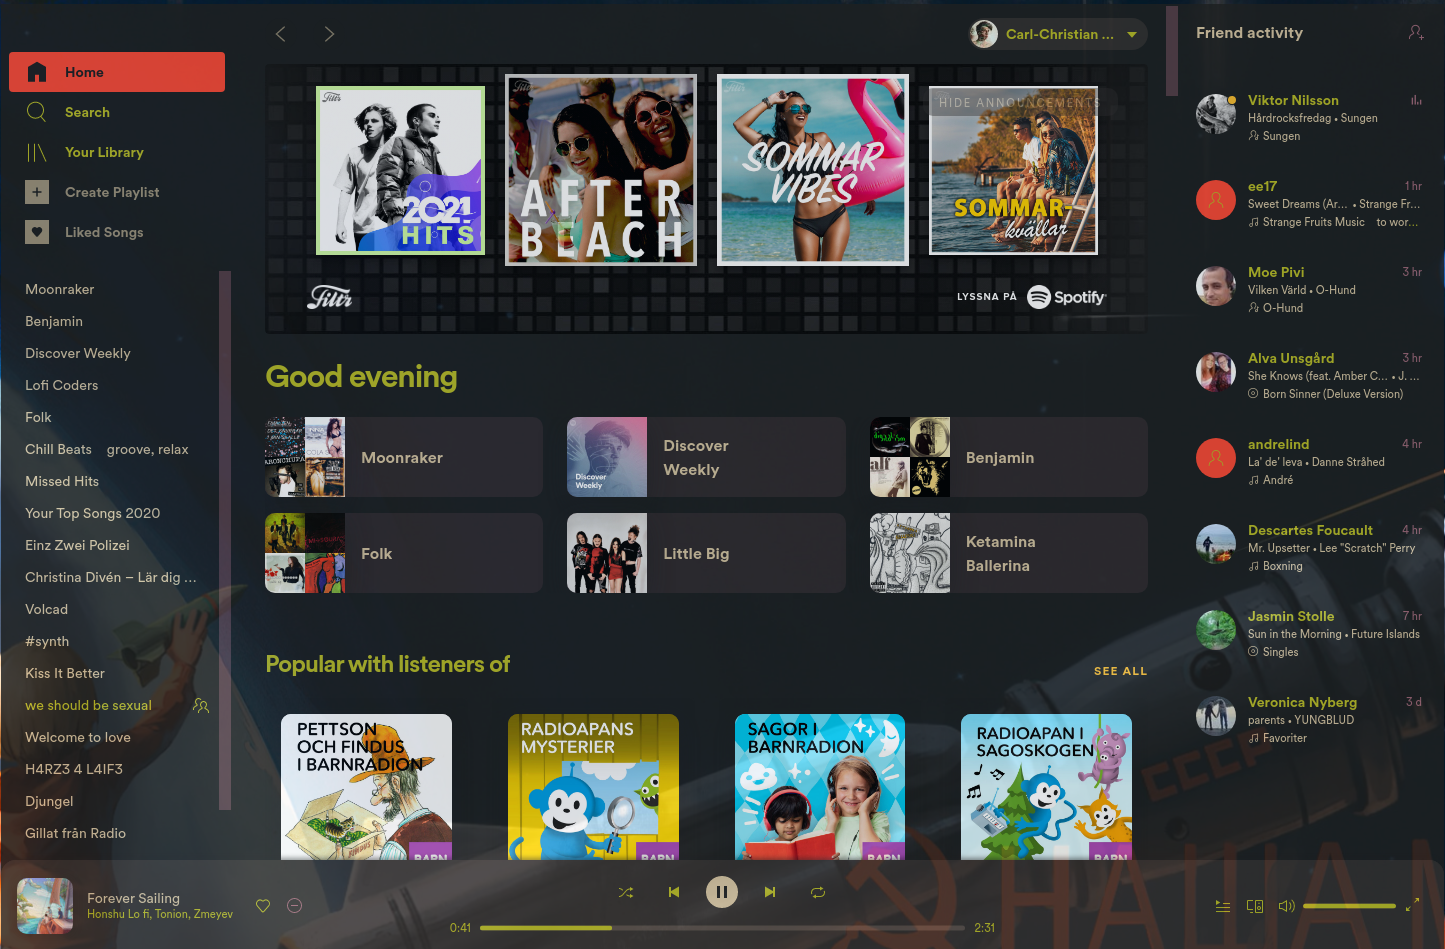 Home
Search
Your Library
Create Playlist
Liked Songs
Moonraker
Benjamin
Discover Weekly
Lofi Coders
Folk
Chill Beats groove, relax
Missed Hits
Your Top Songs 2020
Einz Zwei Polizei
Christina Divén – Lär dig ...
Volcad
#synth
Kiss It Better
we should be sexual
Welcome to love
H4RZ3 4 L4IF3
Djungel
Gillat från Radio
Carl-Christian ...
Filtr
2021
HITS
AFTER
BEACH
SOMMAR
VIBES
HIDE ANNOUNCEMENTS
SOMMAR-
kvällar
Filtr
LYSSNA PÅ Spotify
Good evening
Moonraker
Discover
Weekly
Discover
Weekly
Benjamin
Folk
Little Big
Ketamina
Ballerina
Popular with listeners of
SEE ALL
PETTSON
OCH FINDUS
I BARNRADION
BARN
RADIOAPANS
MYSTERIER
BARN
SAGOR I
BARNRADION
BARN
RADIOAPAN I
SAGOSKOGEN
BARN
Friend activity
Viktor Nilsson
Hårdrocksfredag • Sungen
Sungen
ee17 1 hr
Sweet Dreams (Ar... • Strange Fr...
Strange Fruits Music to wor...
Moe Pivi 3 hr
Vilken Värld • O-Hund
O-Hund
Alva Unsgård 3 hr
She Knows (feat. Amber C... • J. ...
Born Sinner (Deluxe Version)
andrelind 4 hr
La' de' leva • Danne Stråhed
André
Descartes Foucault 4 hr
Mr. Upsetter • Lee "Scratch" Perry
Boxning
Jasmin Stolle 7 hr
Sun in the Morning • Future Islands
Singles
Veronica Nyberg 3 d
parents • YUNGBLUD
Favoriter
СССР
НАША М
Forever Sailing
Honshu Lo fi, Tonion, Zmeyev
0:41
2:31